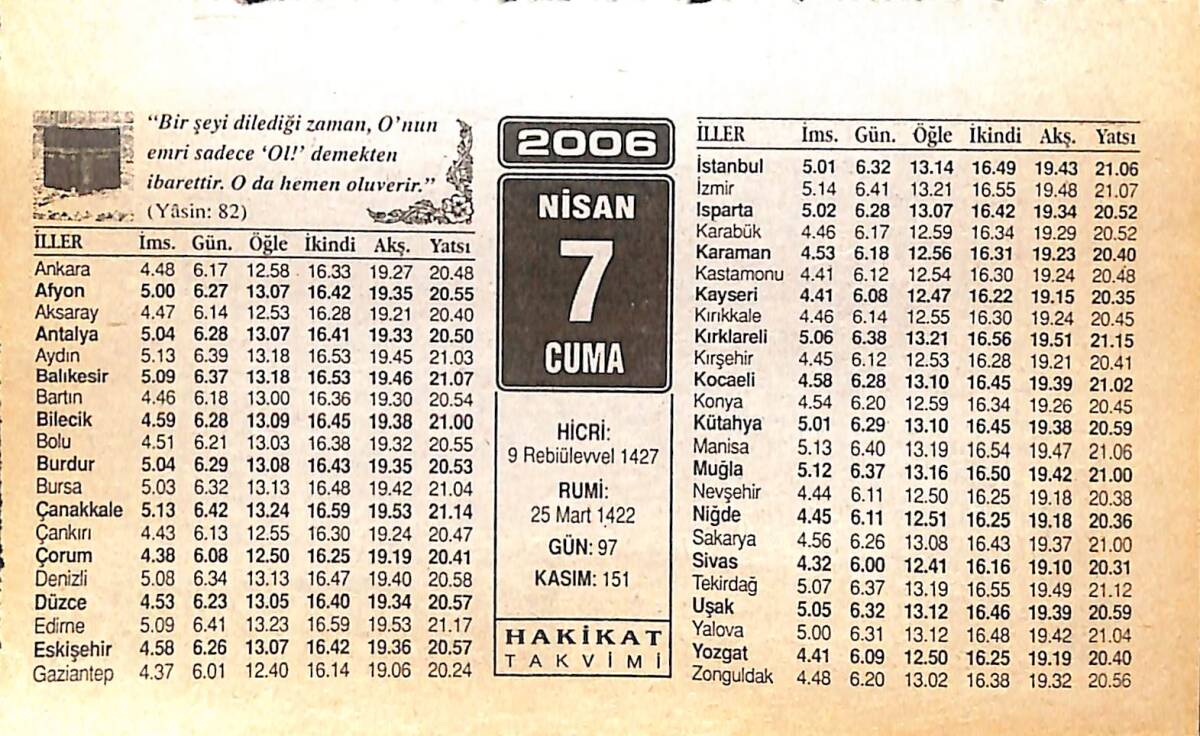 “Bir şeyi dilediği zaman, O’nun
emri sadece ‘Ol!’ demekten
ibarettir. O da hemen oluverir.”
(Yâsin: 82)
İLLER İms. Gün. Öğle İkindi Akş. Yatsı
Ankara 4.48 6.17 12.58 16.33 19.27 20.48
Afyon 5.00 6.27 13.07 16.42 19.35 20.55
Aksaray 4.47 6.14 12.53 16.28 19.21 20.40
Antalya 5.04 6.28 13.07 16.41 19.33 20.50
Aydın 5.13 6.39 13.18 16.53 19.45 21.03
Balıkesir 5.09 6.37 13.18 16.53 19.46 21.07
Bartın 4.46 6.18 13.00 16.36 19.30 20.54
Bilecik 4.59 6.28 13.09 16.45 19.38 21.00
Bolu 4.51 6.21 13.03 16.38 19.32 20.55
Burdur 5.04 6.29 13.08 16.43 19.35 20.53
Bursa 5.03 6.32 13.13 16.48 19.42 21.04
Çanakkale 5.13 6.42 13.24 16.59 19.53 21.14
Çankırı 4.43 6.13 12.55 16.30 19.24 20.47
Çorum 4.38 6.08 12.50 16.25 19.19 20.41
Denizli 5.08 6.34 13.13 16.47 19.40 20.58
Düzce 4.53 6.23 13.05 16.40 19.34 20.57
Edirne 5.09 6.41 13.23 16.59 19.53 21.17
Eskişehir 4.58 6.26 13.07 16.42 19.36 20.57
Gaziantep 4.37 6.01 12.40 16.14 19.06 20.24
2006
NİSAN
7
CUMA
HİCRİ:
9 Rebiülevvel 1427
RUMİ:
25 Mart 1422
GÜN: 97
KASIM: 151
HAKİKAT
TAKVİMİ
İLLER İms. Gün. Öğle İkindi Akş. Yatsı
İstanbul 5.01 6.32 13.14 16.49 19.43 21.06
İzmir 5.14 6.41 13.21 16.55 19.48 21.07
Isparta 5.02 6.28 13.07 16.42 19.34 20.52
Karabük 4.46 6.17 12.59 16.34 19.29 20.52
Karaman 4.53 6.18 12.56 16.31 19.23 20.40
Kastamonu 4.41 6.12 12.54 16.30 19.24 20.48
Kayseri 4.41 6.08 12.47 16.22 19.15 20.35
Kırıkkale 4.46 6.14 12.55 16.30 19.24 20.45
Kırklareli 5.06 6.38 13.21 16.56 19.51 21.15
Kırşehir 4.45 6.12 12.53 16.28 19.21 20.41
Kocaeli 4.58 6.28 13.10 16.45 19.39 21.02
Konya 4.54 6.20 12.59 16.34 19.26 20.45
Kütahya 5.01 6.29 13.10 16.45 19.38 20.59
Manisa 5.13 6.40 13.19 16.54 19.47 21.06
Muğla 5.12 6.37 13.16 16.50 19.42 21.00
Nevşehir 4.44 6.11 12.50 16.25 19.18 20.38
Niğde 4.45 6.11 12.51 16.25 19.18 20.36
Sakarya 4.56 6.26 13.08 16.43 19.37 21.00
Sivas 4.32 6.00 12.41 16.16 19.10 20.31
Tekirdağ 5.07 6.37 13.19 16.55 19.49 21.12
Uşak 5.05 6.32 13.12 16.46 19.39 20.59
Yalova 5.00 6.31 13.12 16.48 19.42 21.04
Yozgat 4.41 6.09 12.50 16.25 19.19 20.40
Zonguldak 4.48 6.20 13.02 16.38 19.32 20.56